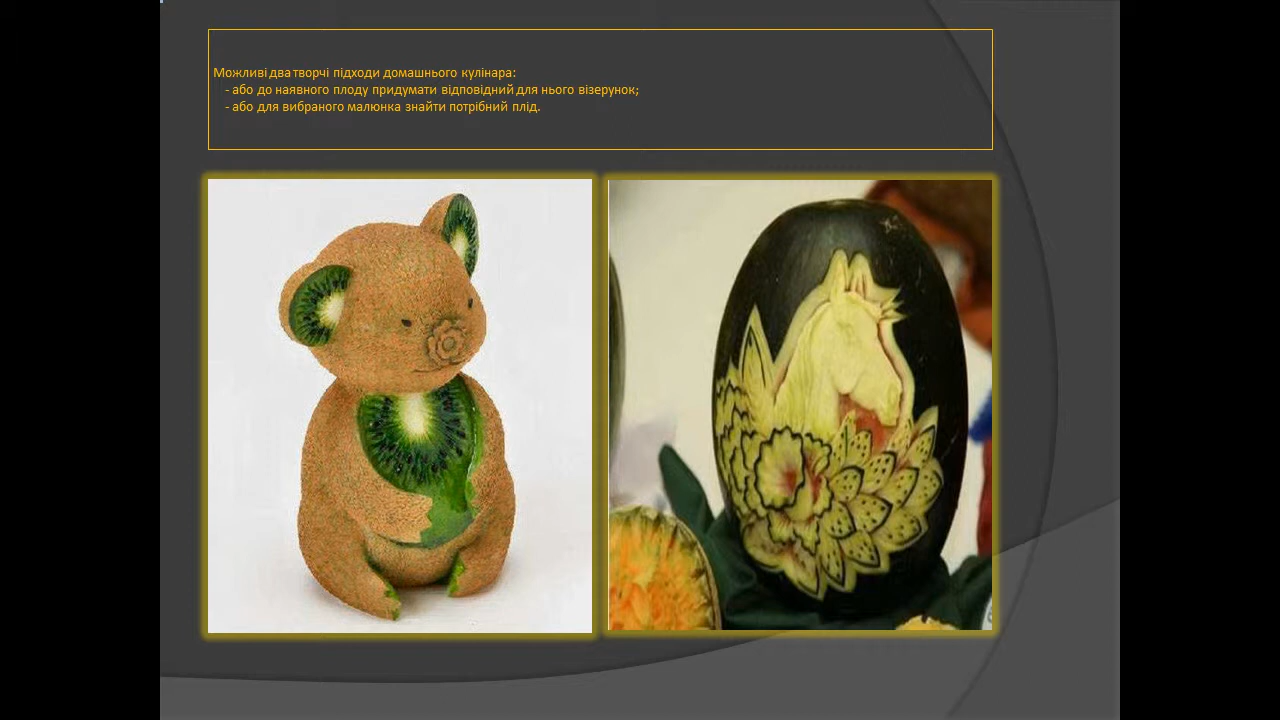 Можливі два творчі підходи домашнього кулінара:
- або до наявного плоду придумати відповідний для нього візерунок;
- або для вибраного малюнка знайти потрібний плід.